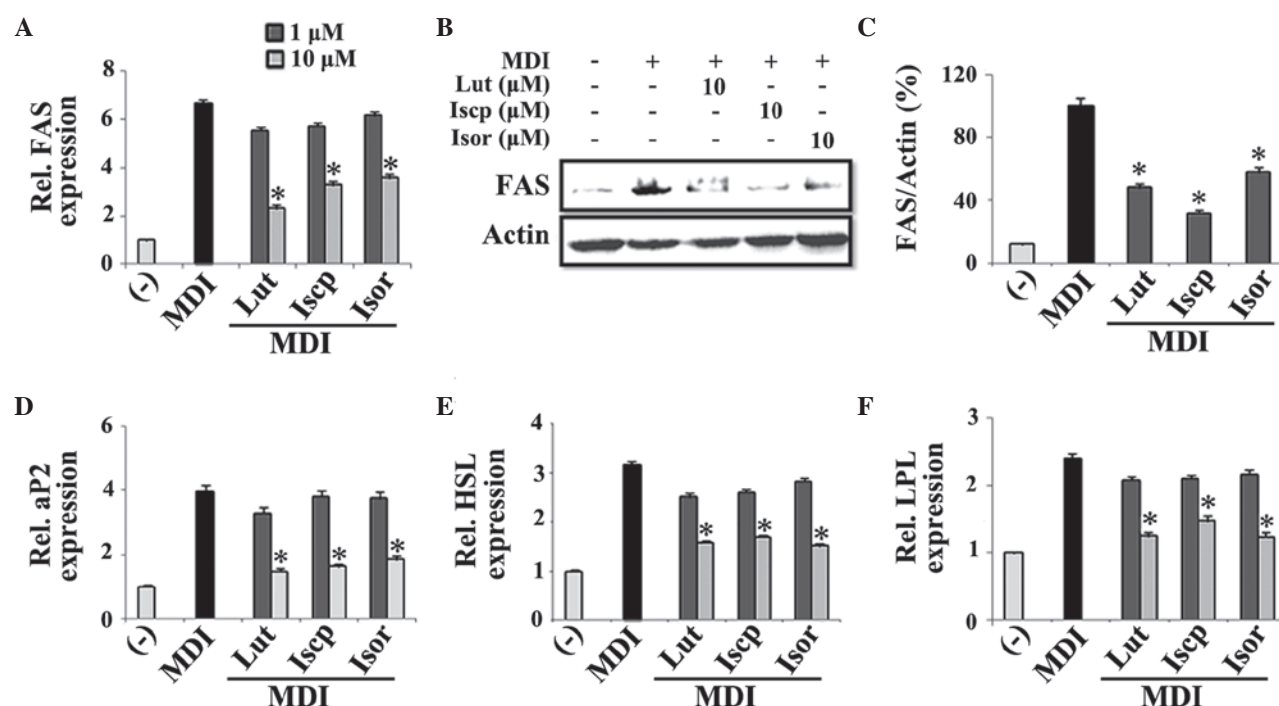 A
1 µM
10 µM
Rel. FAS
expression
8
6
4
2
0
*
*
*
(-)
MDI
Lut
Iscp
Isor
MDI
B
MDI - + + + +
Lut (µM) - - 10
Iscp (µM) - - 10
Isor (µM) - - 10
FAS
Actin
C
FAS/Actin (%)
120
80
40
0
*
*
*
(-)
MDI
Lut
Iscp
Isor
MDI
D
Rel. aP2
expression
6
4
2
0
*
*
*
(-)
MDI
Lut
Iscp
Isor
MDI
E
Rel. HSL
expression
4
3
2
1
0
*
*
*
(-)
MDI
Lut
Iscp
Isor
MDI
F
Rel. LPL
expression
3
2
1
0
*
*
*
(-)
MDI
Lut
Iscp
Isor
MDI